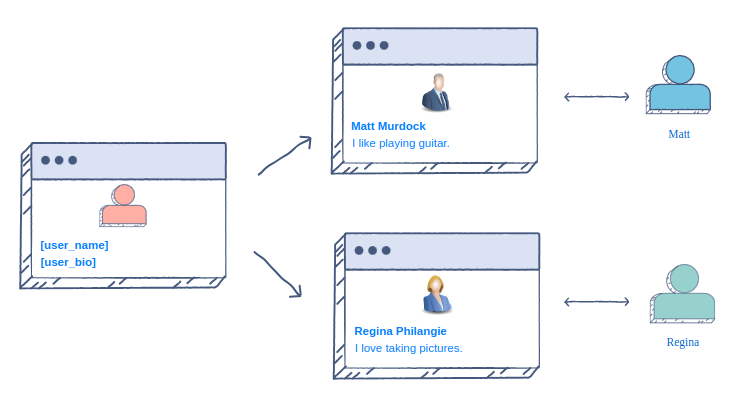 [user_name]
[user_bio]
Matt Murdock
I like playing guitar.
Matt
Regina Philangie
I love taking pictures.
Regina